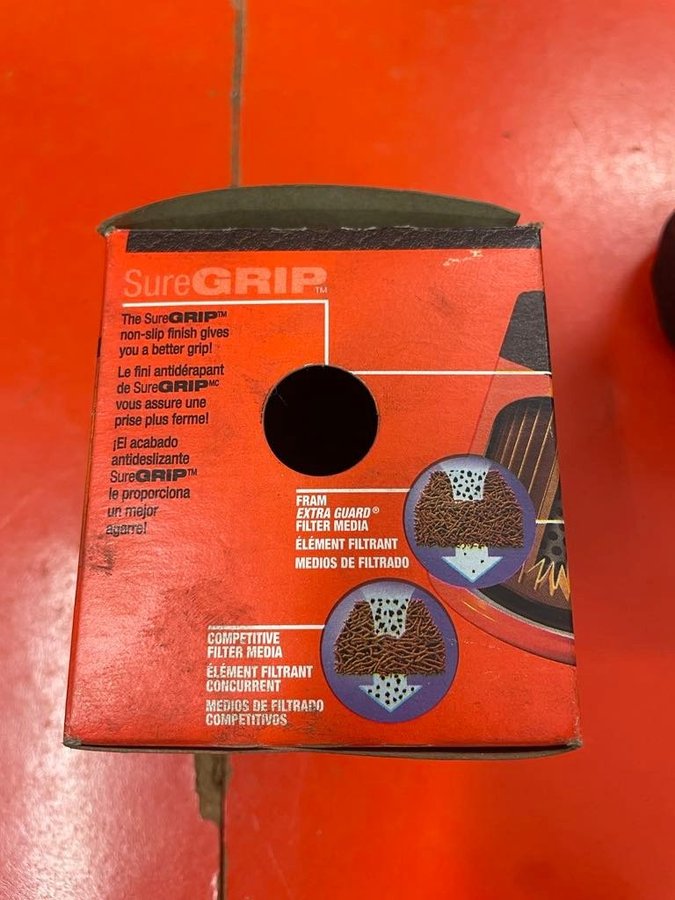 SureGRIP™
The SureGRIP™
non-slip finish gives
you a better grip!
Le fini antidérapant
de SureGRIPMC
vous assure une
prise plus ferme!
¡El acabado
antideslizante
SureGRIP™
le proporciona
un mejor
agarre!
FRAM
EXTRA GUARD®
FILTER MEDIA
ÉLÉMENT FILTRANT
MEDIOS DE FILTRADO
COMPETITIVE
FILTER MEDIA
ÉLÉMENT FILTRANT
CONCURRENT
MEDIOS DE FILTRADO
COMPETITIVOS